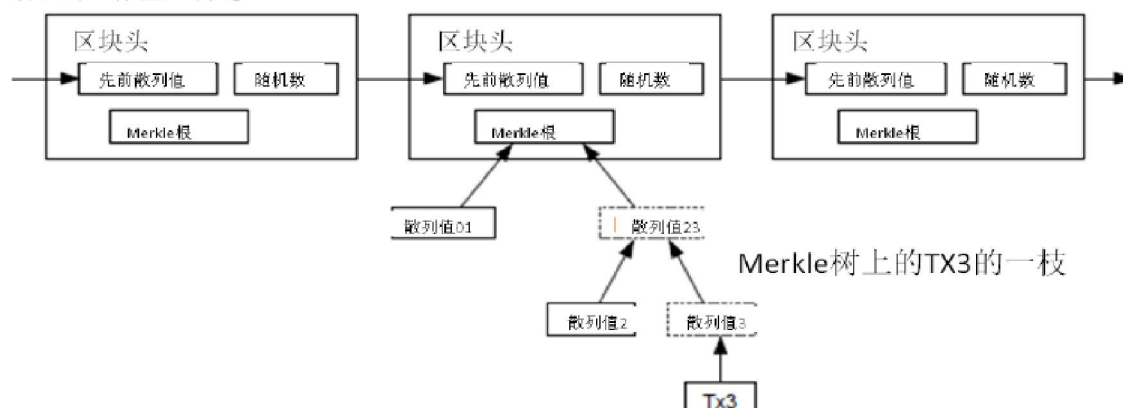 区块头
先前散列值 随机数
Merkle根
区块头
先前散列值 随机数
Merkle根
区块头
先前散列值 随机数
Merkle根
散列值01
散列值23
Merkle树上的TX3的一枝
散列值2
散列值3
Tx3